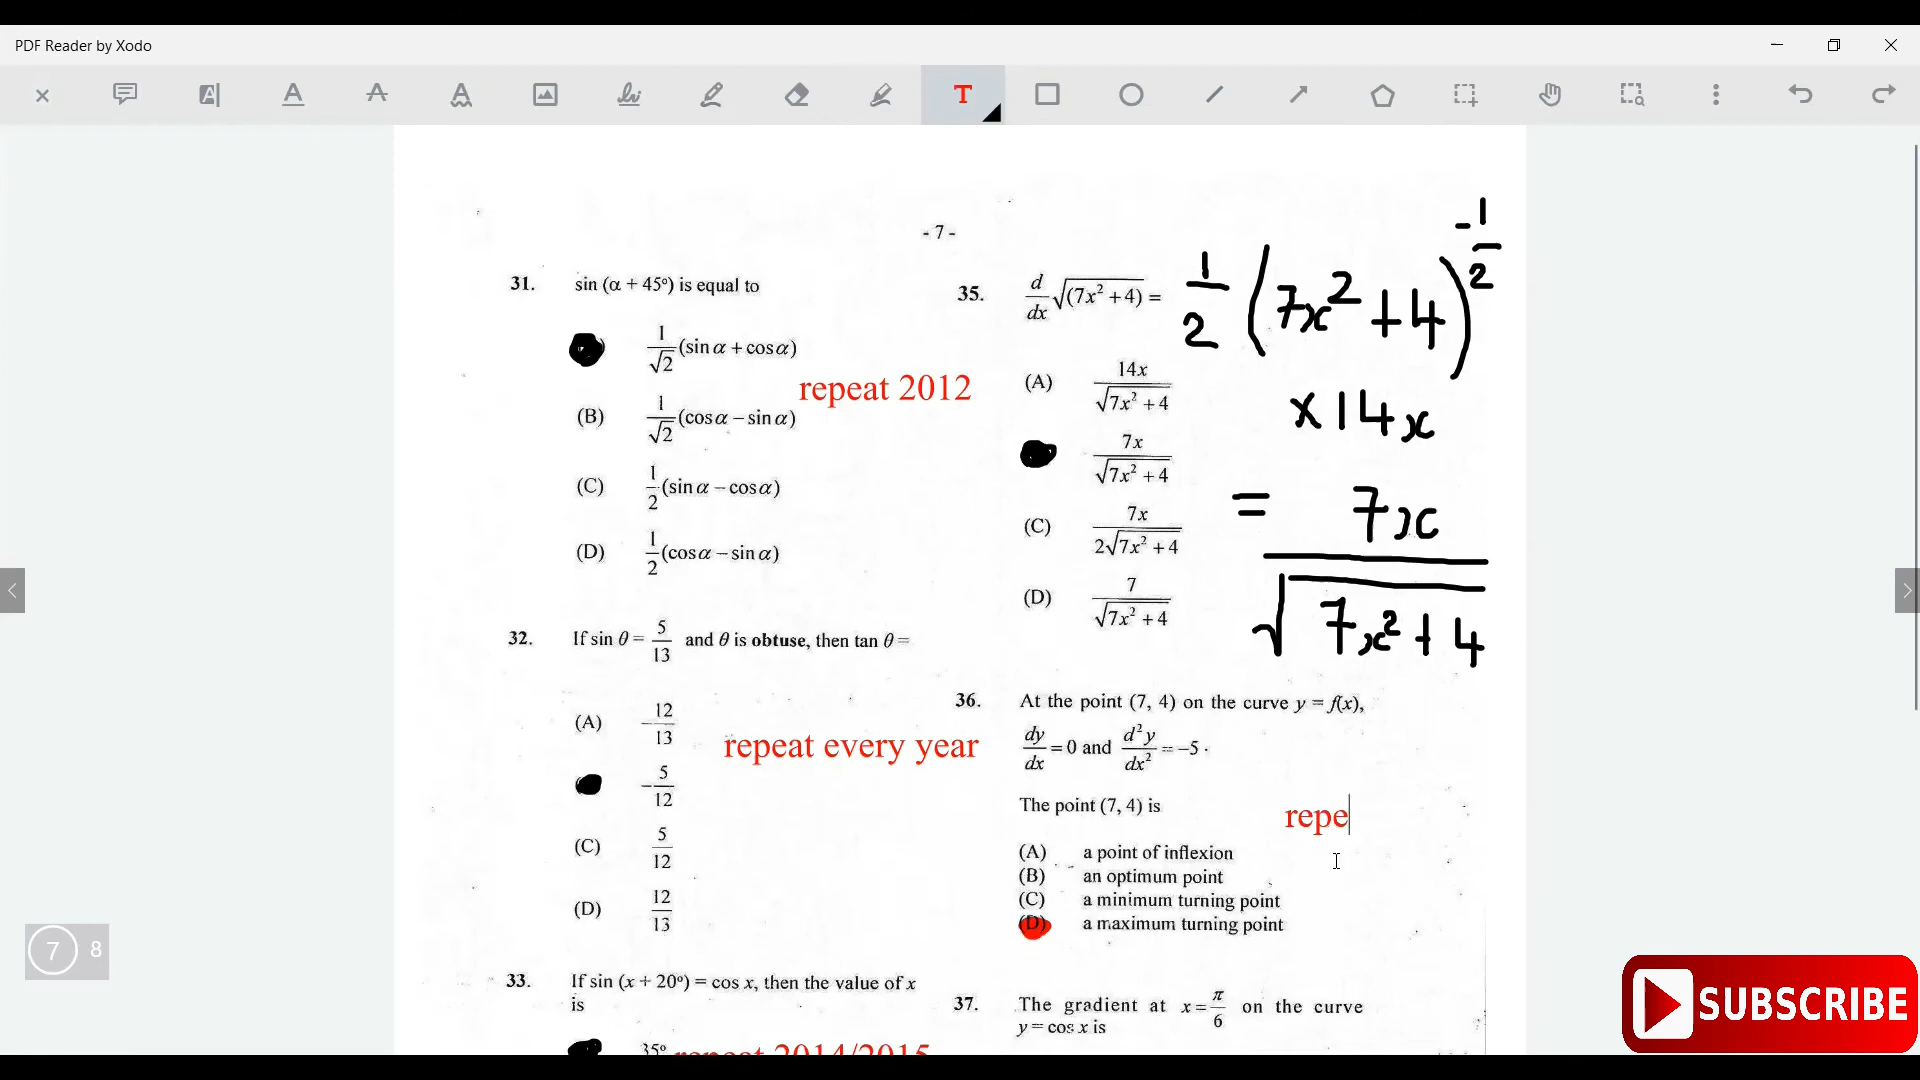 PDF Reader by Xodo
- 7 -
31. sin (α + 45°) is equal to
1/√2 (sin α + cos α)
repeat 2012
(B) 1/√2 (cos α − sin α)
(C) 1/2 (sin α − cos α)
(D) 1/2 (cos α − sin α)
32. If sin θ = 5/13 and θ is obtuse, then tan θ =
(A) −12/13
repeat every year
−5/12
(C) 5/12
(D) 12/13
33. If sin (x + 20°) = cos x, then the value of x
is
35° repeat 2014/2015
35. d/dx √(7x² + 4) =
1/2 (7x² + 4)^-1/2
× 14x
= 7x
√7x² + 4
(A) 14x/√7x² + 4
7x/√7x² + 4
(C) 7x/2√7x² + 4
(D) 7/√7x² + 4
36. At the point (7, 4) on the curve y = f(x),
dy/dx = 0 and d²y/dx² = −5 .
The point (7, 4) is
repe
(A) a point of inflexion
(B) an optimum point
(C) a minimum turning point
(D) a maximum turning point
37. The gradient at x = π/6 on the curve
y = cos x is
7 8
SUBSCRIBE